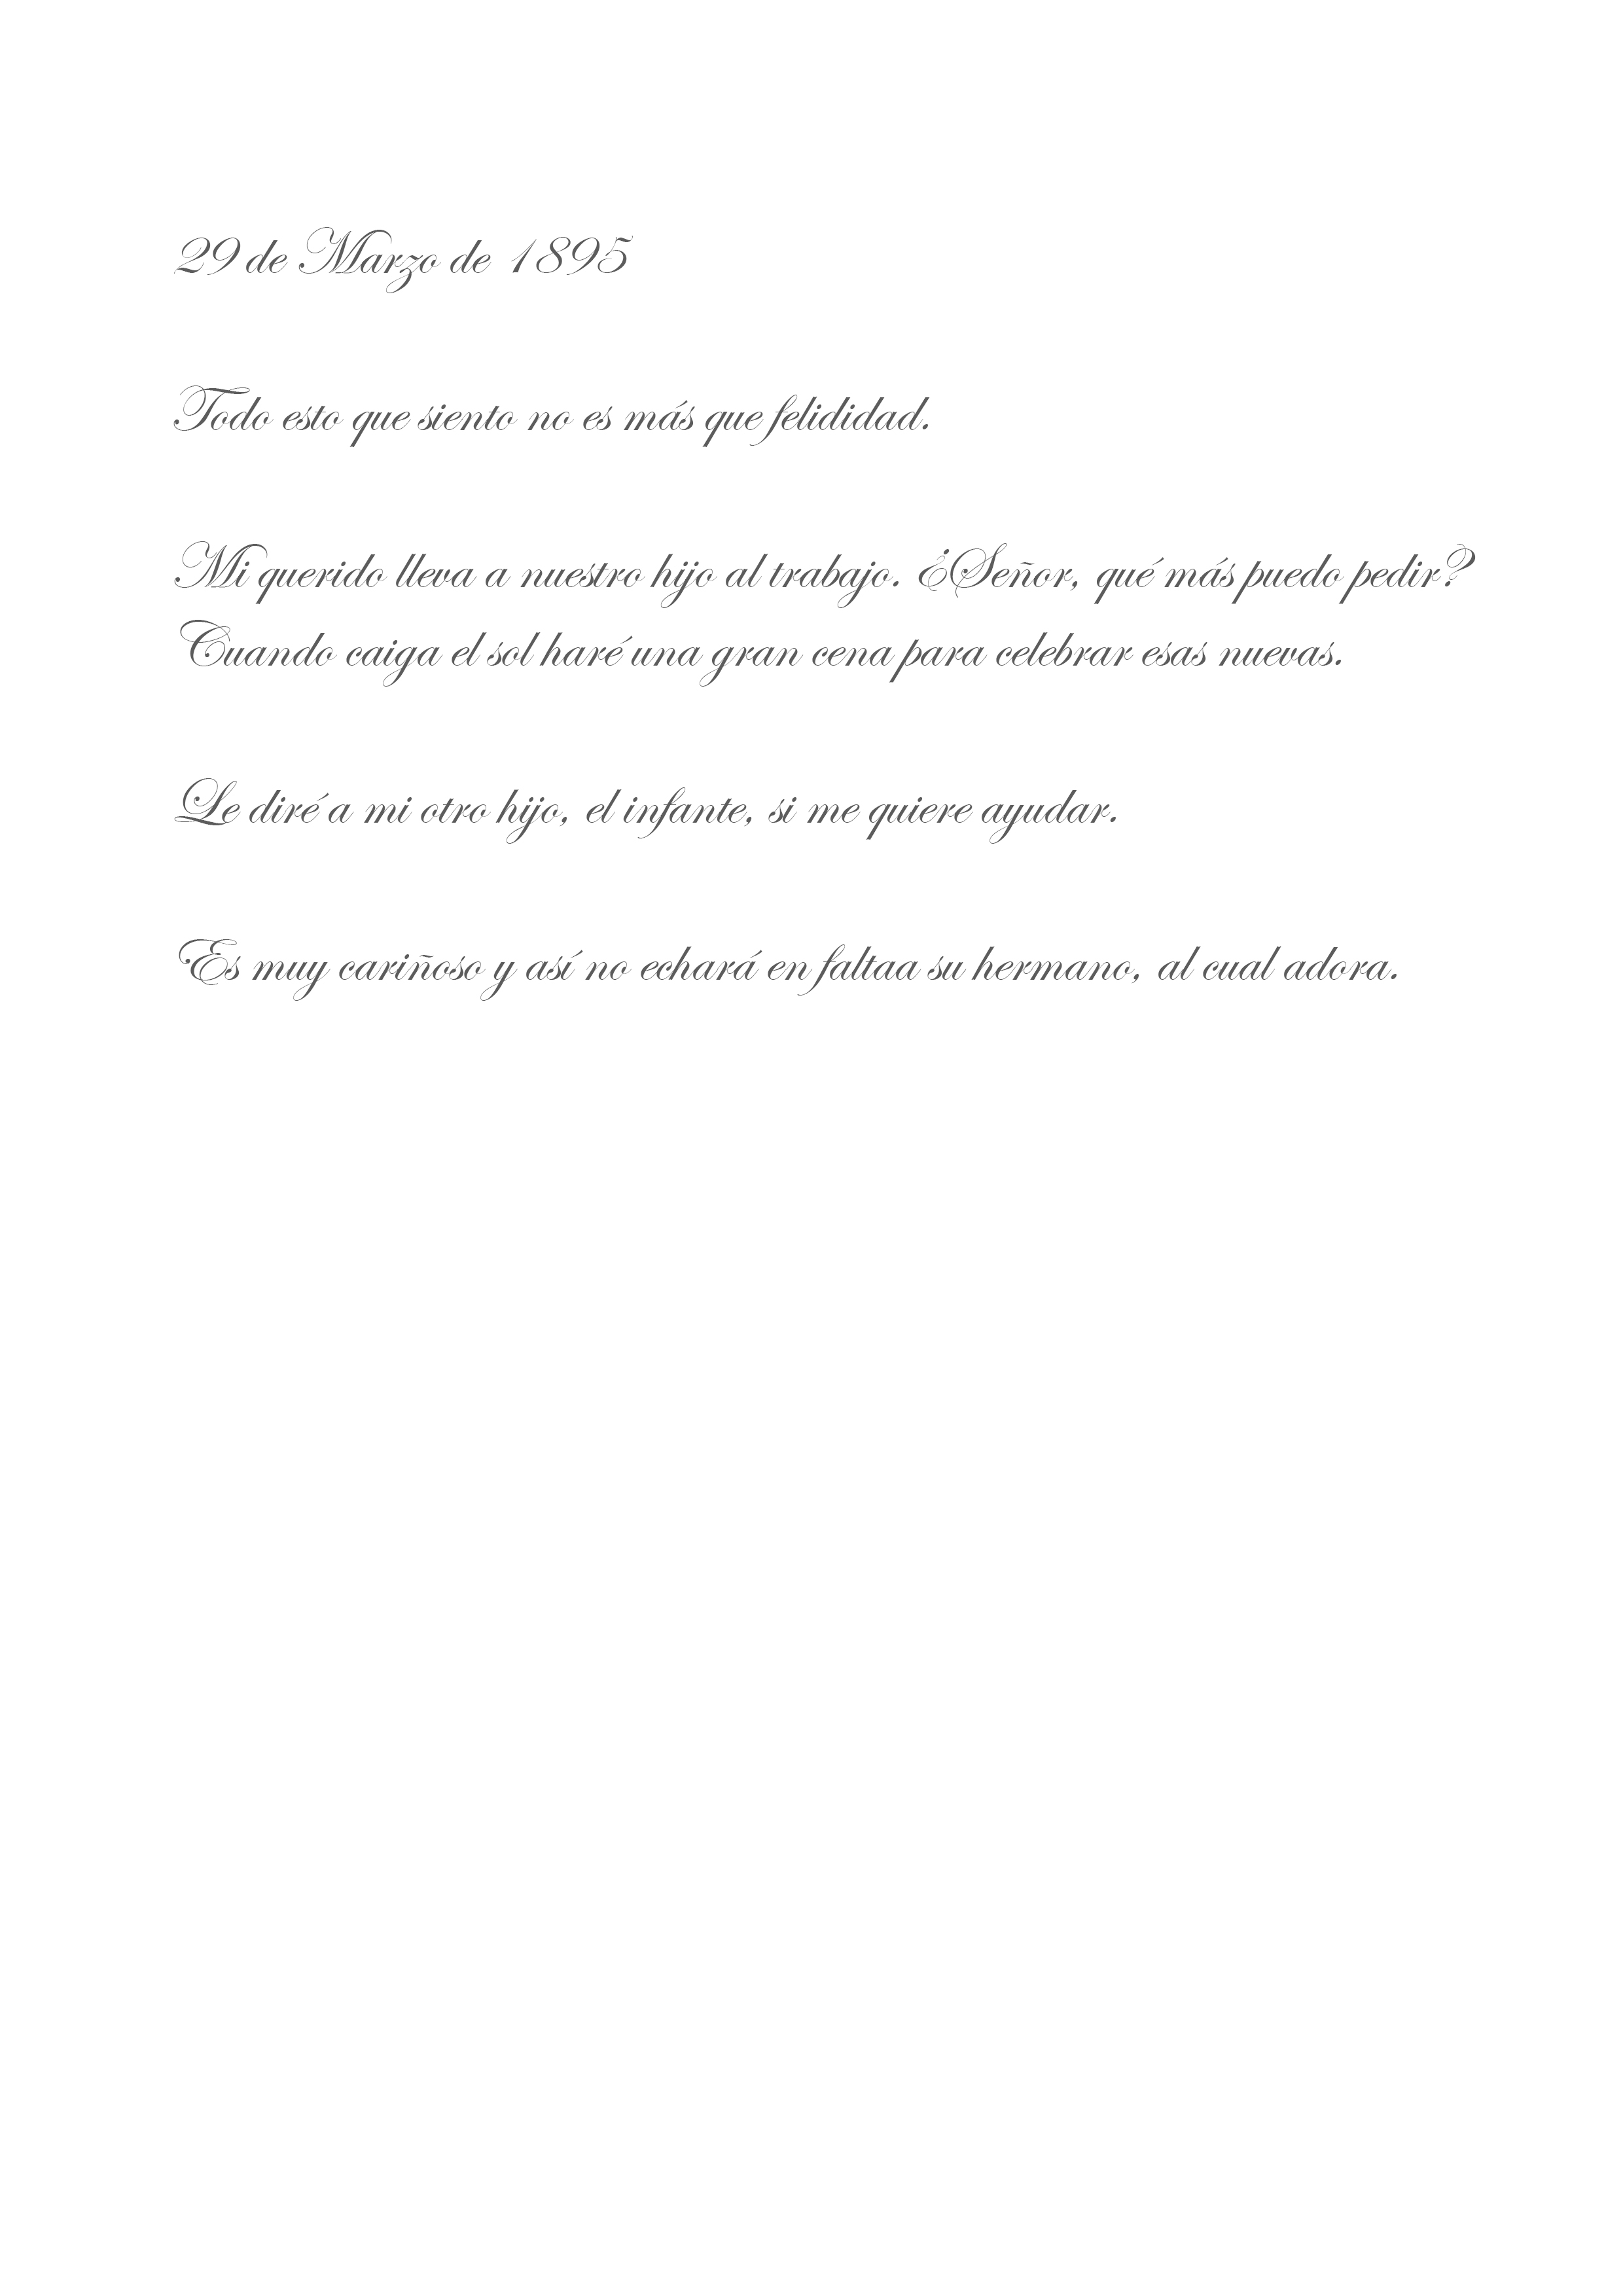 29 de Marzo de 1895
Todo esto que siento no es más que felididad.
Mi querido lleva a nuestro hijo al trabajo. ¿Señor, qué más puedo pedir?
Cuando caiga el sol haré una gran cena para celebrar esas nuevas.
Le diré a mi otro hijo, el infante, si me quiere ayudar.
Es muy cariñoso y así no echará en faltaa su hermano, al cual adora.